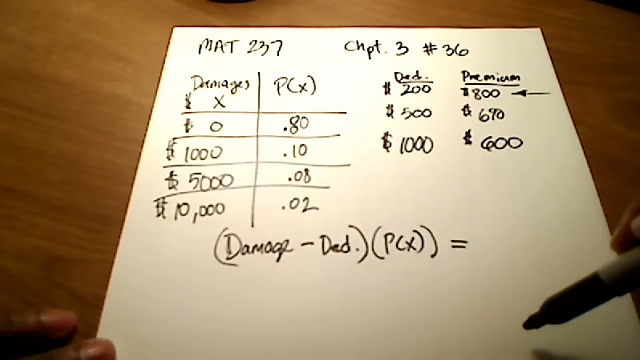 MAT 237 Chpt. 3 #36
Damages $ X P(x)
$ 0 .80
$ 1000 .10
$ 5000 .08
$ 10,000 .02
Ded. Premium
$ 200 $ 800
$ 500 $ 690
$ 1000 $ 600
(Damage - Ded.)(P(x)) =